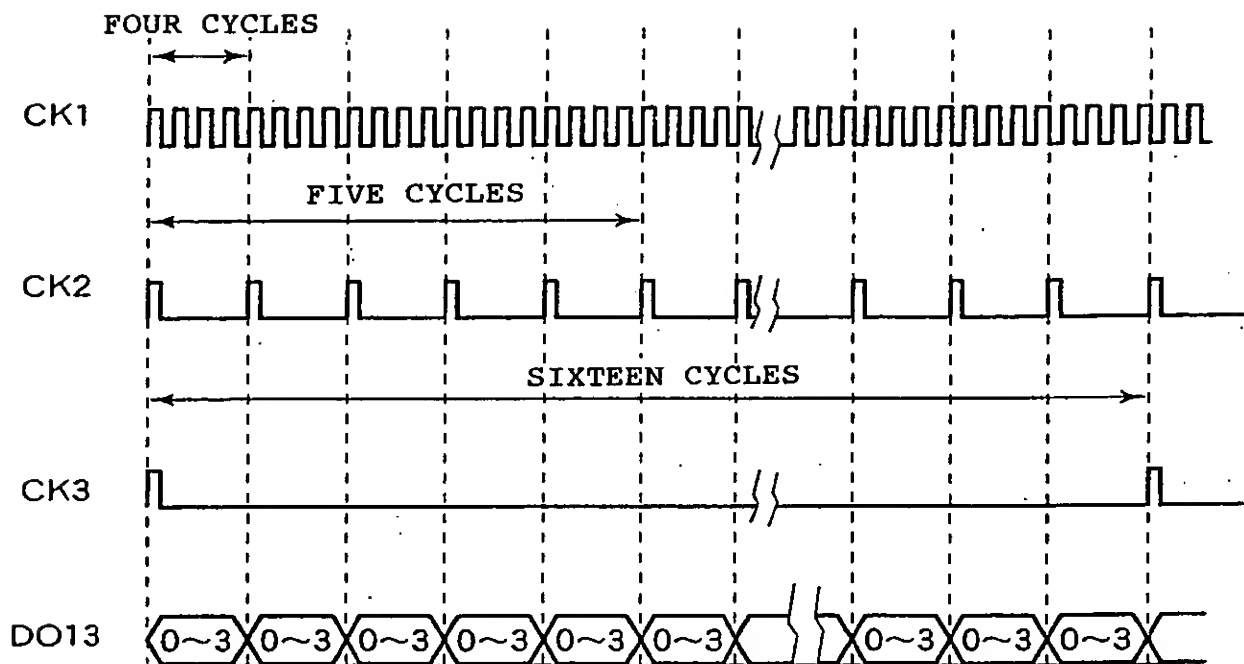 FOUR CYCLES
CK1
FIVE CYCLES
CK2
SIXTEEN CYCLES
CK3
DO13 0~3 0~3 0~3 0~3 0~3 0~3 0~3 0~3 0~3